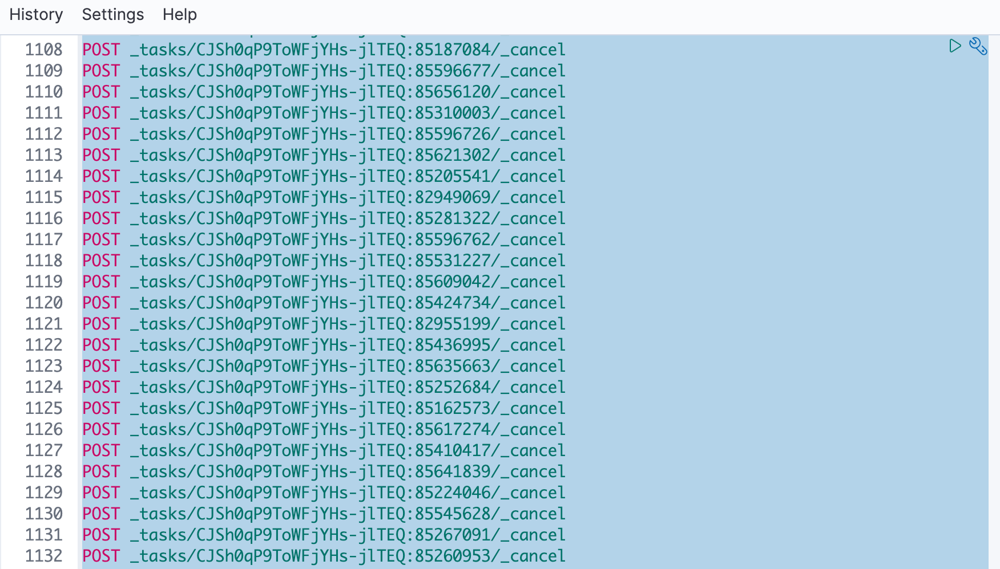 History Settings Help
1108 POST _tasks/CJSh0qP9ToWFjYHs-jlTEQ:85187084/_cancel
1109 POST _tasks/CJSh0qP9ToWFjYHs-jlTEQ:85596677/_cancel
1110 POST _tasks/CJSh0qP9ToWFjYHs-jlTEQ:85656120/_cancel
1111 POST _tasks/CJSh0qP9ToWFjYHs-jlTEQ:85310003/_cancel
1112 POST _tasks/CJSh0qP9ToWFjYHs-jlTEQ:85596726/_cancel
1113 POST _tasks/CJSh0qP9ToWFjYHs-jlTEQ:85621302/_cancel
1114 POST _tasks/CJSh0qP9ToWFjYHs-jlTEQ:85205541/_cancel
1115 POST _tasks/CJSh0qP9ToWFjYHs-jlTEQ:82949069/_cancel
1116 POST _tasks/CJSh0qP9ToWFjYHs-jlTEQ:85281322/_cancel
1117 POST _tasks/CJSh0qP9ToWFjYHs-jlTEQ:85596762/_cancel
1118 POST _tasks/CJSh0qP9ToWFjYHs-jlTEQ:85531227/_cancel
1119 POST _tasks/CJSh0qP9ToWFjYHs-jlTEQ:85609042/_cancel
1120 POST _tasks/CJSh0qP9ToWFjYHs-jlTEQ:85424734/_cancel
1121 POST _tasks/CJSh0qP9ToWFjYHs-jlTEQ:82955199/_cancel
1122 POST _tasks/CJSh0qP9ToWFjYHs-jlTEQ:85436995/_cancel
1123 POST _tasks/CJSh0qP9ToWFjYHs-jlTEQ:85635663/_cancel
1124 POST _tasks/CJSh0qP9ToWFjYHs-jlTEQ:85252684/_cancel
1125 POST _tasks/CJSh0qP9ToWFjYHs-jlTEQ:85162573/_cancel
1126 POST _tasks/CJSh0qP9ToWFjYHs-jlTEQ:85617274/_cancel
1127 POST _tasks/CJSh0qP9ToWFjYHs-jlTEQ:85410417/_cancel
1128 POST _tasks/CJSh0qP9ToWFjYHs-jlTEQ:85641839/_cancel
1129 POST _tasks/CJSh0qP9ToWFjYHs-jlTEQ:85224046/_cancel
1130 POST _tasks/CJSh0qP9ToWFjYHs-jlTEQ:85545628/_cancel
1131 POST _tasks/CJSh0qP9ToWFjYHs-jlTEQ:85267091/_cancel
1132 POST _tasks/CJSh0qP9ToWFjYHs-jlTEQ:85260953/_cancel